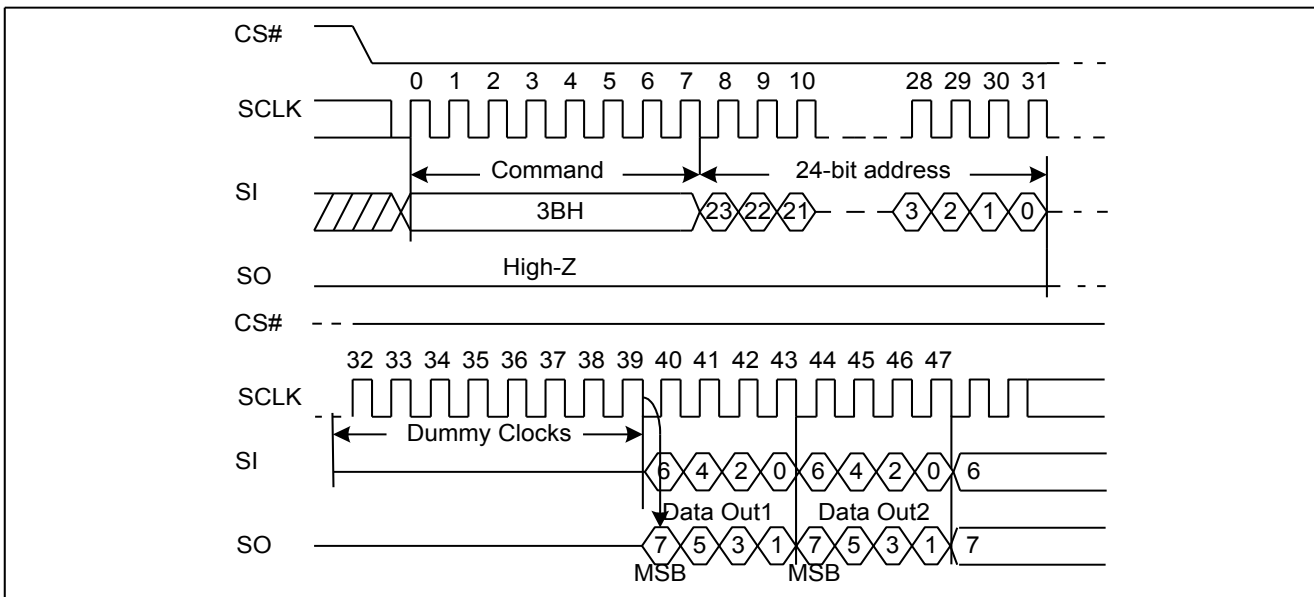 CS#
0 1 2 3 4 5 6 7 8 9 10 28 29 30 31
SCLK
Command 24-bit address
SI
3BH 23 22 21 3 2 1 0
High-Z
SO
CS#
32 33 34 35 36 37 38 39 40 41 42 43 44 45 46 47
SCLK
Dummy Clocks
SI
6 4 2 0 6 4 2 0 6
Data Out1 Data Out2
SO
7 5 3 1 7 5 3 1 7
MSB MSB